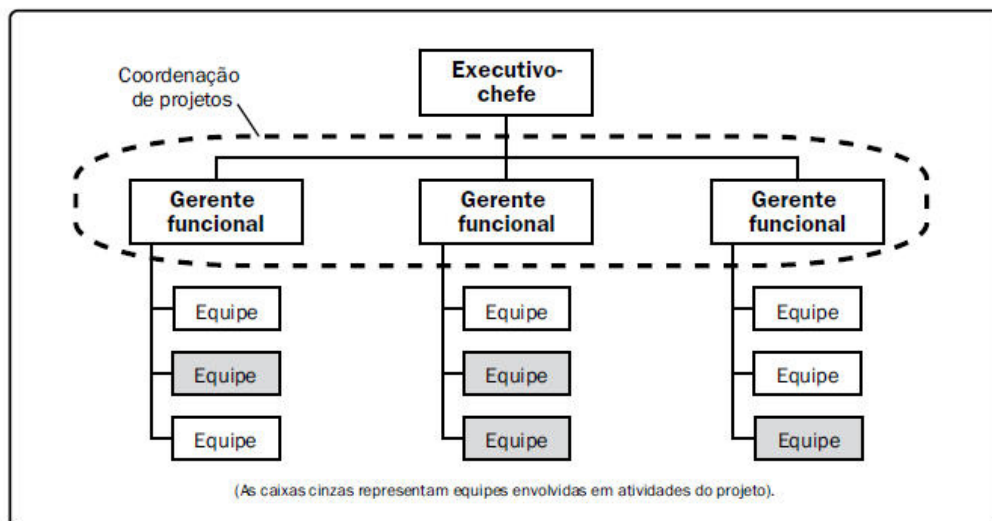 Coordenação
de projetos
Executivo-
chefe
Gerente
funcional
Gerente
funcional
Gerente
funcional
Equipe
Equipe
Equipe
Equipe
Equipe
Equipe
Equipe
Equipe
Equipe
(As caixas cinzas representam equipes envolvidas em atividades do projeto).